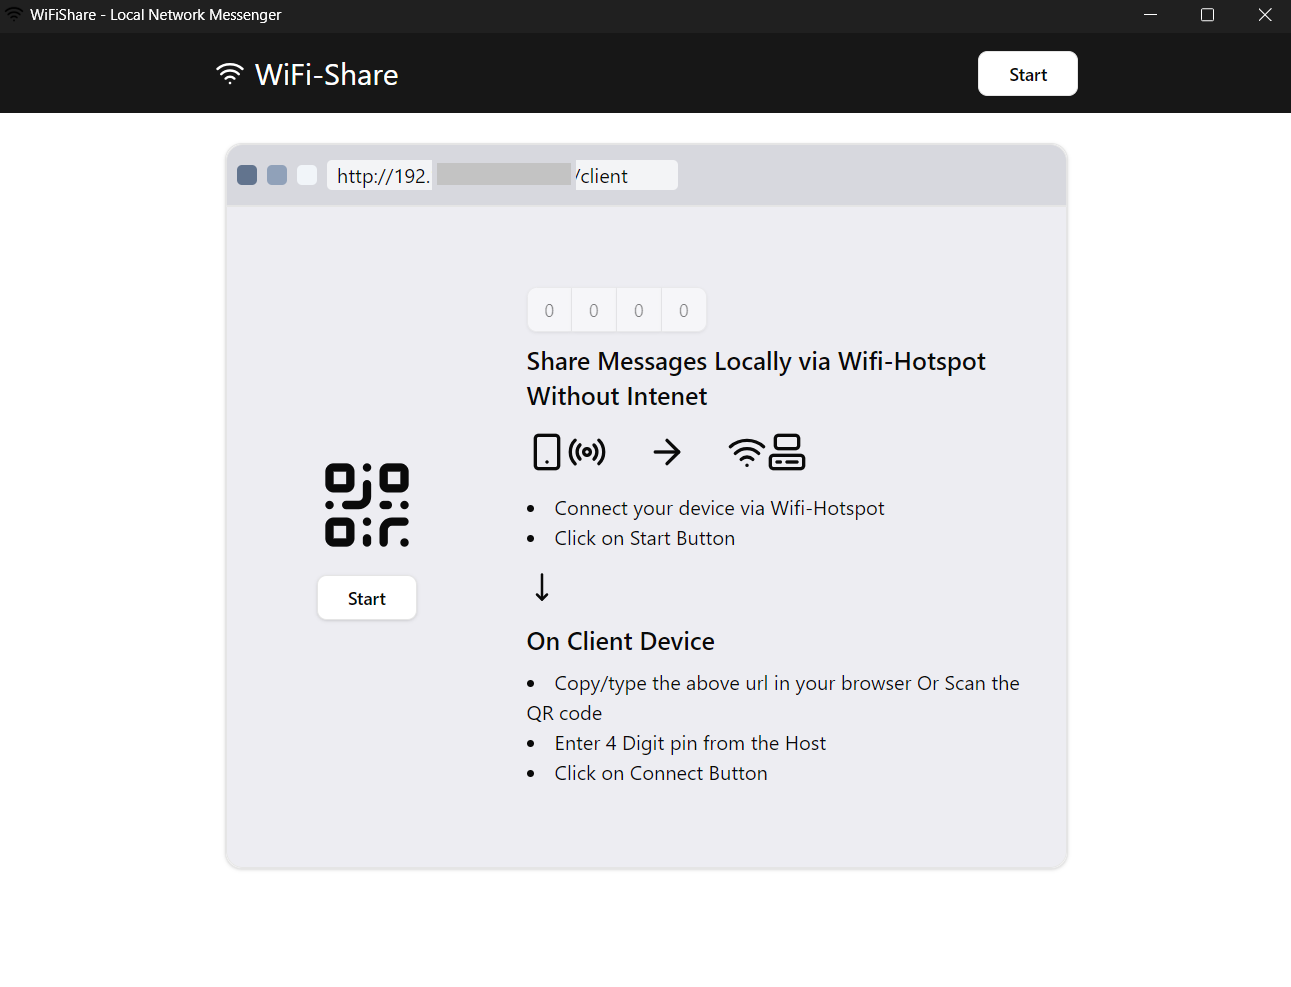 WiFiShare - Local Network Messenger
WiFi-Share
Start
http://192.
/client
0 0 0 0
Share Messages Locally via Wifi-Hotspot
Without Intenet
• Connect your device via Wifi-Hotspot
• Click on Start Button
Start
On Client Device
• Copy/type the above url in your browser Or Scan the
QR code
• Enter 4 Digit pin from the Host
• Click on Connect Button